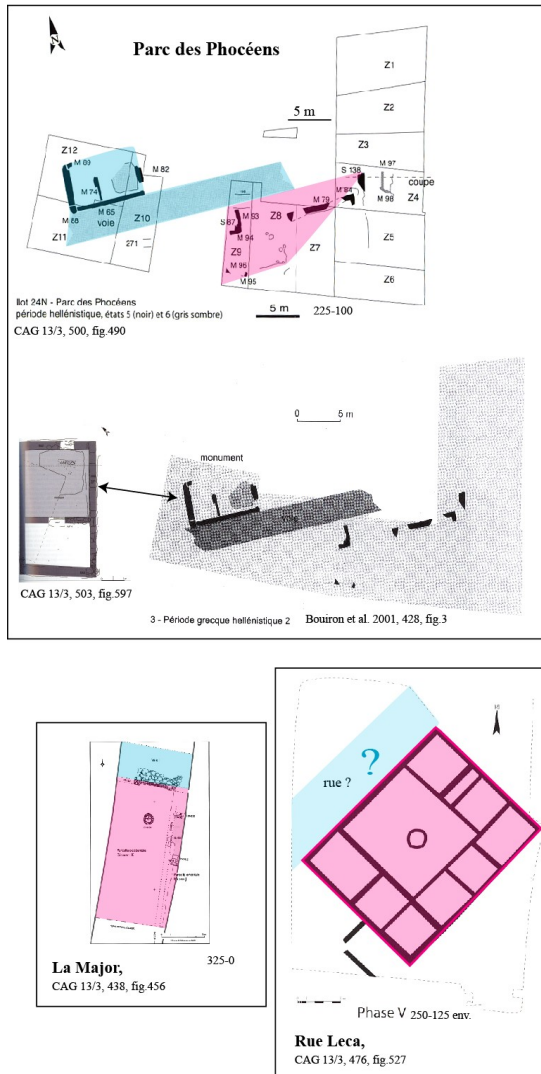 Parc des Phocéens
N
5 m
Z1
Z2
Z3
Z12
M 89
M 82
M 74
M 65
Z10
voie
M 88
Z11
271
S 138
M 97
coupe
M 84
M 98
Z4
M 79
Z8
M 93
S 67
M 94
Z9
Z7
Z5
M 96
M 95
Z6
Ilot 24N - Parc des Phocéens
période hellénistique, états 5 (noir) et 6 (gris sombre)
5 m
225-100
CAG 13/3, 500, fig.490
0 5 m
monument
voie
CAG 13/3, 503, fig.597
3 - Période grecque hellénistique 2
Bouiron et al. 2001, 428, fig.3
La Major,
325-0
CAG 13/3, 438, fig.456
rue ?
?
Phase V 250-125 env.
Rue Leca,
CAG 13/3, 476, fig.527